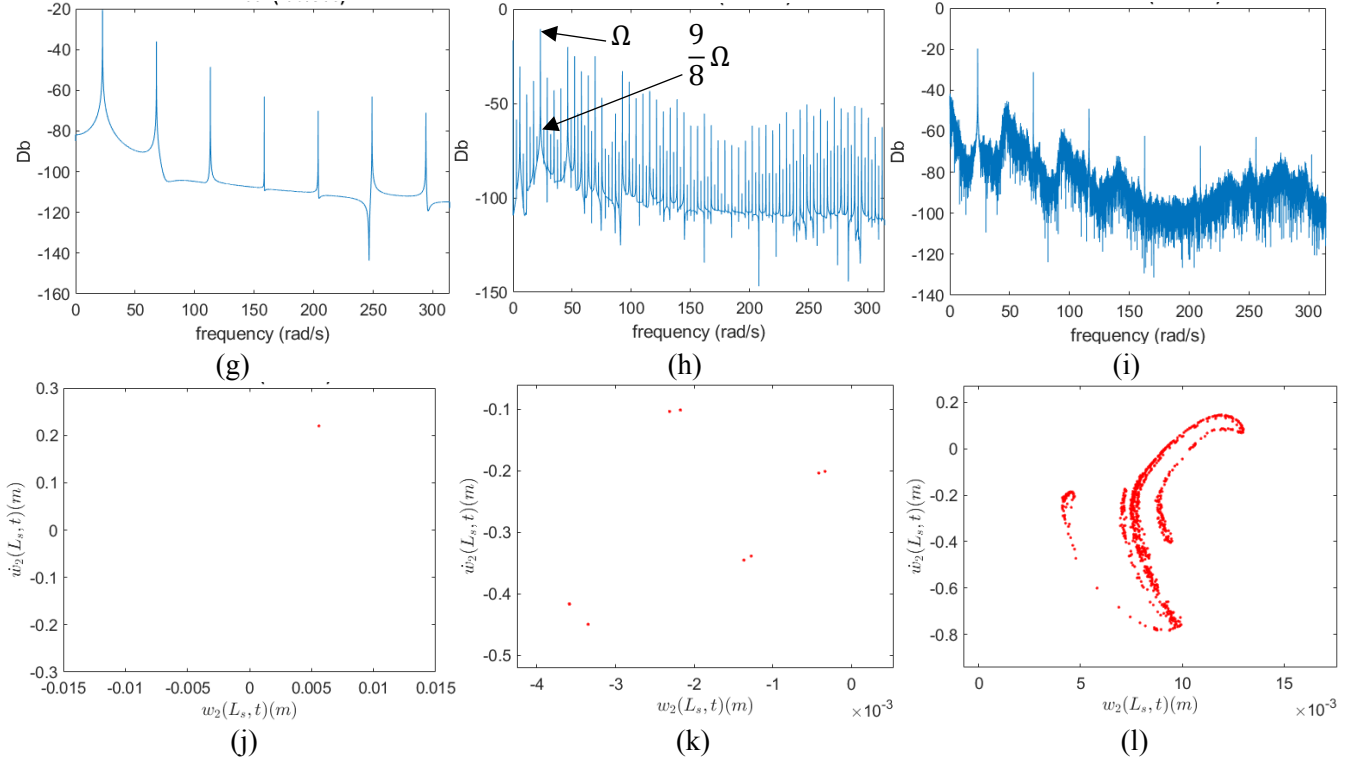 -20
-40
-60
-80
-100
-120
-140
-160
0 50 100 150 200 250 300
Db
frequency (rad/s)
(g)
0
-50
-100
-150
0 50 100 150 200 250 300
Db
frequency (rad/s)
Ω
9/8 Ω
(h)
0
-20
-40
-60
-80
-100
-120
-140
0 50 100 150 200 250 300
Db
frequency (rad/s)
(i)
0.3
0.2
0.1
0
-0.1
-0.2
-0.3
-0.015 -0.01 -0.005 0 0.005 0.01 0.015
ẇ₂(Lₛ, t)(m)
w₂(Lₛ, t)(m)
(j)
-0.1
-0.2
-0.3
-0.4
-0.5
-4 -3 -2 -1 0
×10⁻³
ẇ₂(Lₛ, t)(m)
w₂(Lₛ, t)(m)
(k)
0.2
0
-0.2
-0.4
-0.6
-0.8
0 5 10 15
×10⁻³
ẇ₂(Lₛ, t)(m)
w₂(Lₛ, t)(m)
(l)